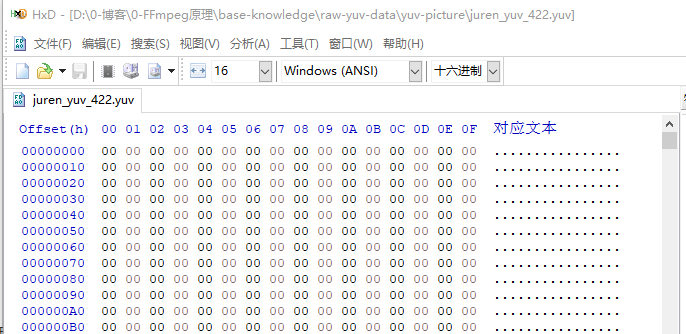 HxD - [D:\0-博客\0-FFmpeg原理\base-knowledge\raw-yuv-data\yuv-picture\juren_yuv_422.yuv]
文件(F) 编辑(E) 搜索(S) 视图(V) 分析(A) 工具(T) 窗口(W) 帮助(H)
16 Windows (ANSI) 十六进制
juren_yuv_422.yuv
Offset(h) 00 01 02 03 04 05 06 07 08 09 0A 0B 0C 0D 0E 0F 对应文本
00000000 00 00 00 00 00 00 00 00 00 00 00 00 00 00 00 00 ................
00000010 00 00 00 00 00 00 00 00 00 00 00 00 00 00 00 00 ................
00000020 00 00 00 00 00 00 00 00 00 00 00 00 00 00 00 00 ................
00000030 00 00 00 00 00 00 00 00 00 00 00 00 00 00 00 00 ................
00000040 00 00 00 00 00 00 00 00 00 00 00 00 00 00 00 00 ................
00000050 00 00 00 00 00 00 00 00 00 00 00 00 00 00 00 00 ................
00000060 00 00 00 00 00 00 00 00 00 00 00 00 00 00 00 00 ................
00000070 00 00 00 00 00 00 00 00 00 00 00 00 00 00 00 00 ................
00000080 00 00 00 00 00 00 00 00 00 00 00 00 00 00 00 00 ................
00000090 00 00 00 00 00 00 00 00 00 00 00 00 00 00 00 00 ................
000000A0 00 00 00 00 00 00 00 00 00 00 00 00 00 00 00 00 ................
000000B0 00 00 00 00 00 00 00 00 00 00 00 00 00 00 00 00 ................